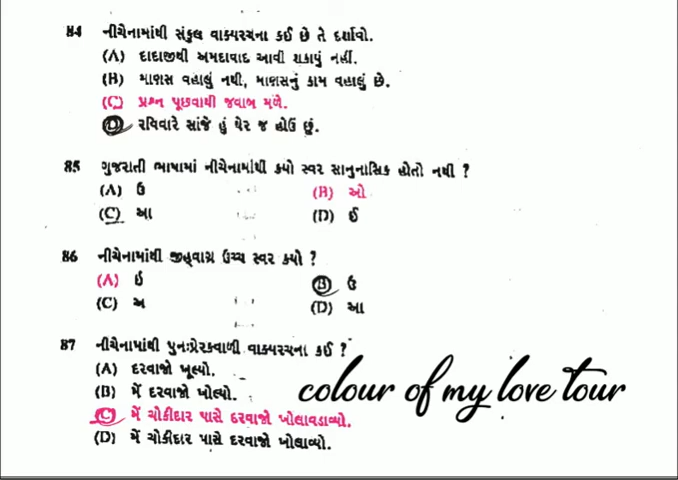 84 નીચેનામાંથી સંકુલ વાક્યરચના કઈ છે તે દર્શાવો.
(A) દાદાજીથી અમદાવાદ આવી શકાયું નહીં.
(B) માણસ વહાલું નથી, માણસનું કામ વહાલું છે.
(C) પ્રશ્ન પૂછવાથી જવાબ મળે.
(D) રવિવારે સાંજે હું ઘેર જ હોઉં છું.
85 ગુજરાતી ભાષામાં નીચેનામાંથી ક્યો સ્વર સાનુનાસિક હોતો નથી ?
(A) ઉ (B) ઓ
(C) આ (D) ઈ
86 નીચેનામાંથી જીહ્વાગ્ર ઉચ્ચ સ્વર ક્યો ?
(A) ઇ (B) ઉ
(C) અ (D) આ
87 નીચેનામાંથી પુનઃપ્રેરકવાળી વાક્યરચના કઈ ?
(A) દરવાજો ખૂલ્યો.
(B) મેં દરવાજો ખોલ્યો.
colour of my love tour
(C) મેં ચોકીદાર પાસે દરવાજો ખોલાવડાવ્યો.
(D) મેં ચોકીદાર પાસે દરવાજો ખોલાવ્યો.